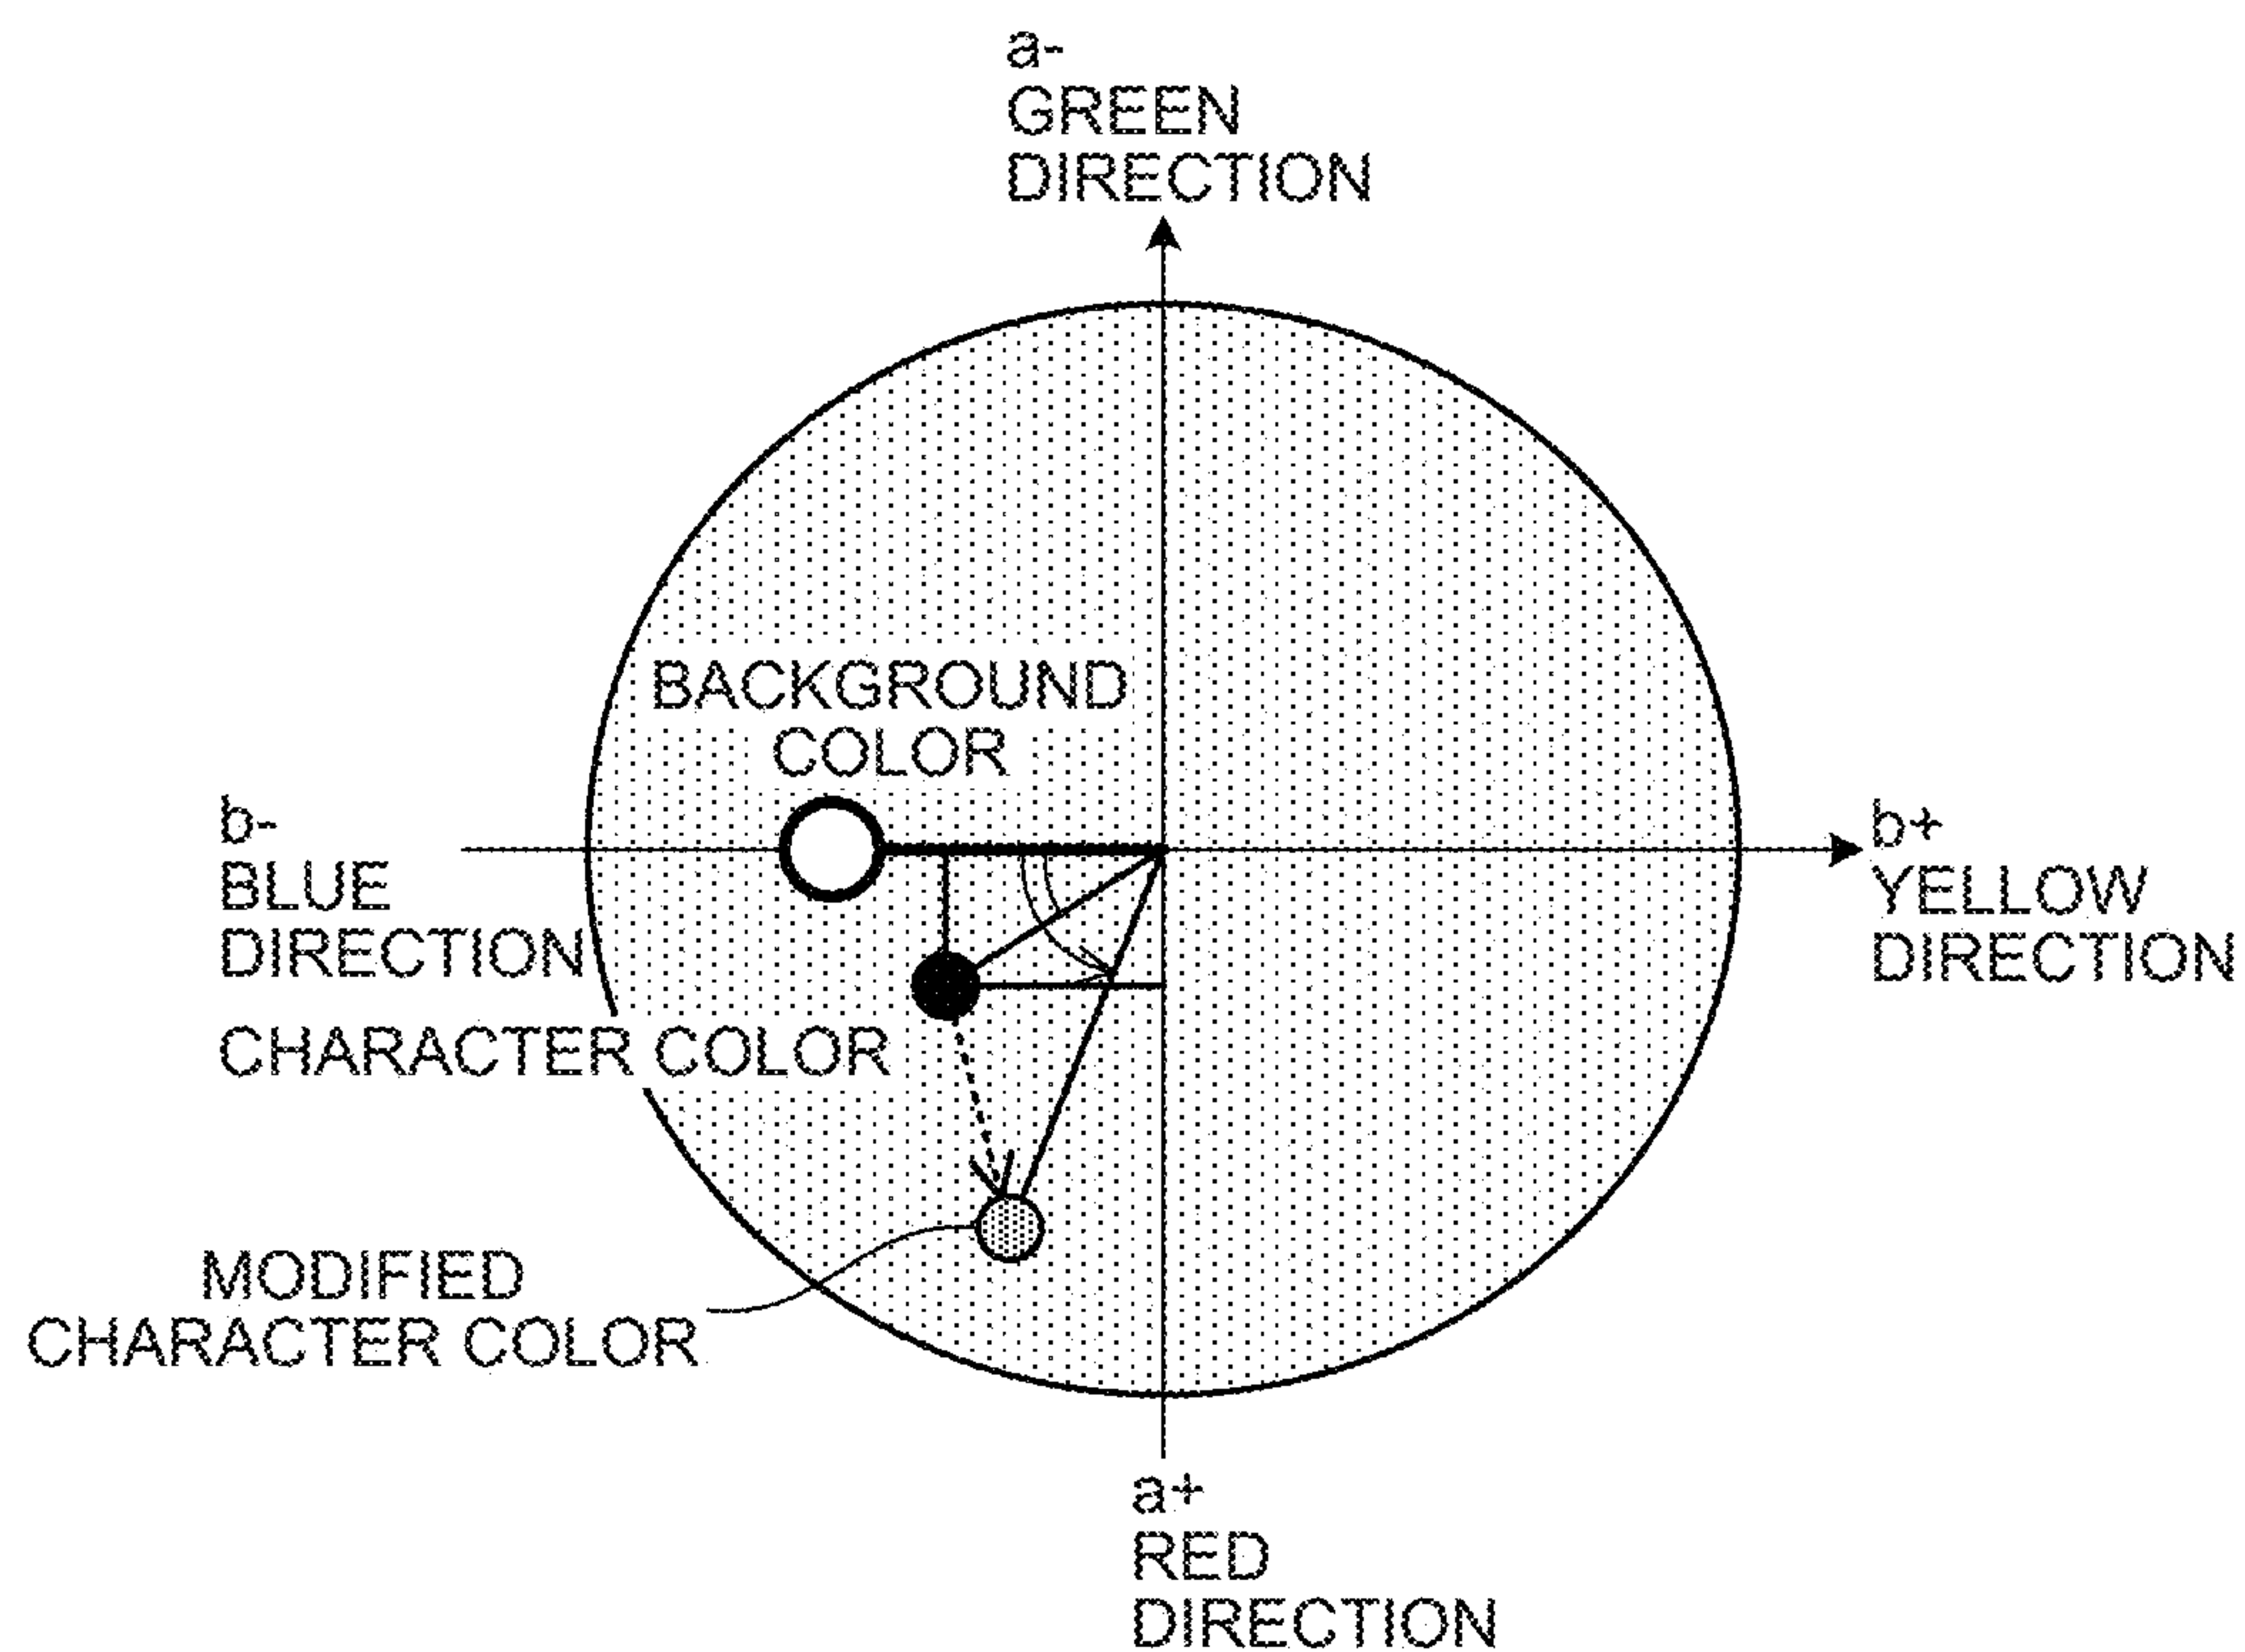 a-
GREEN
DIRECTION
BACKGROUND
COLOR
b-
BLUE
DIRECTION
b+
YELLOW
DIRECTION
CHARACTER COLOR
MODIFIED
CHARACTER COLOR
a+
RED
DIRECTION